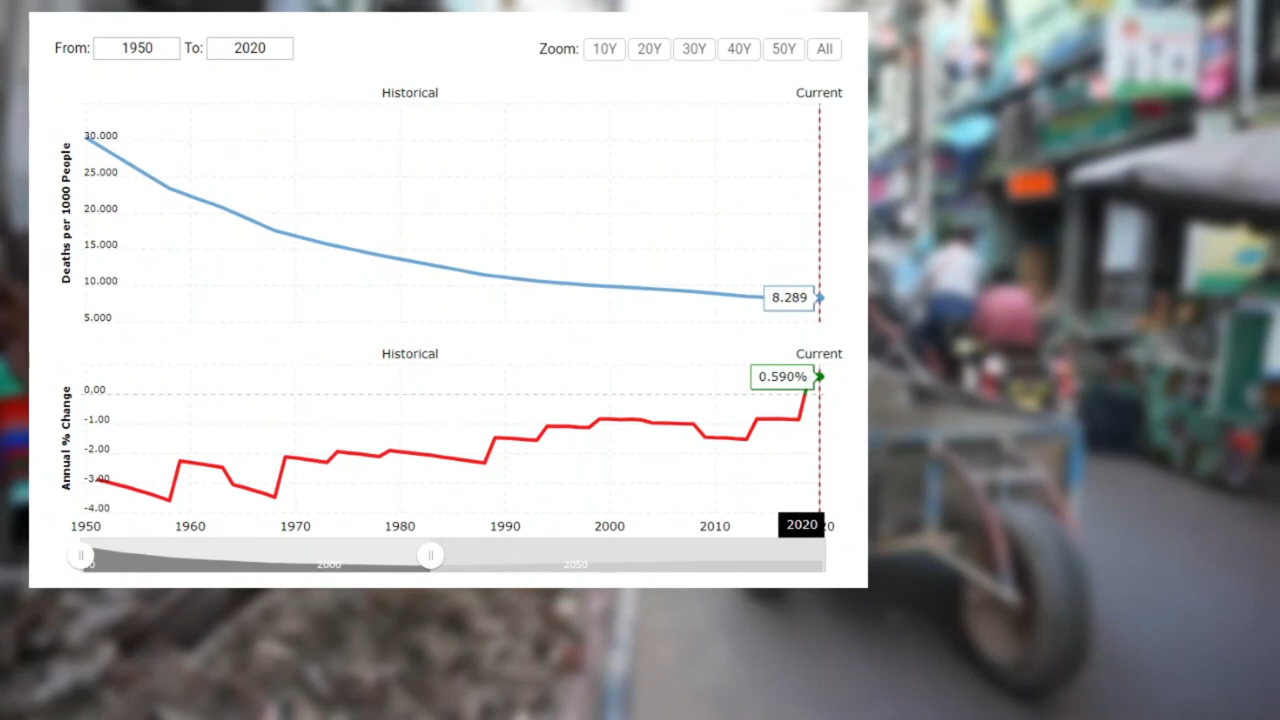 From: 1950 To: 2020
Zoom: 10Y 20Y 30Y 40Y 50Y All
Historical Current
Deaths per 1000 People
30.000
25.000
20.000
15.000
10.000
5.000
8.289
Historical Current
Annual % Change
0.590%
0.00
-1.00
-2.00
-3.00
-4.00
1950 1960 1970 1980 1990 2000 2010 2020
2000 2050